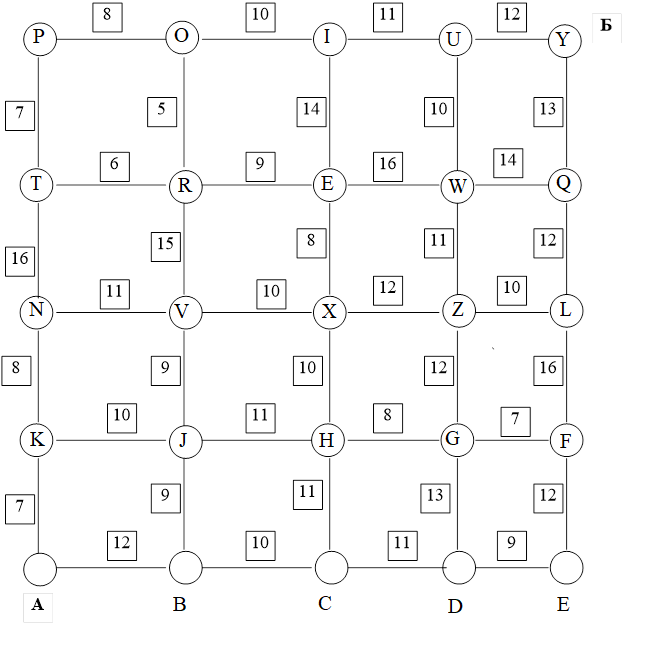 8 10 11 12 Б
P O I U Y
7 5 14 10 13
6 9 16 14
T R E W Q
16 15 8 11 12
11 10 12 10
N V X Z L
8 9 10 12 16
10 11 8 7
K J H G F
7 9 11 13 12
12 10 11 9
А B C D E